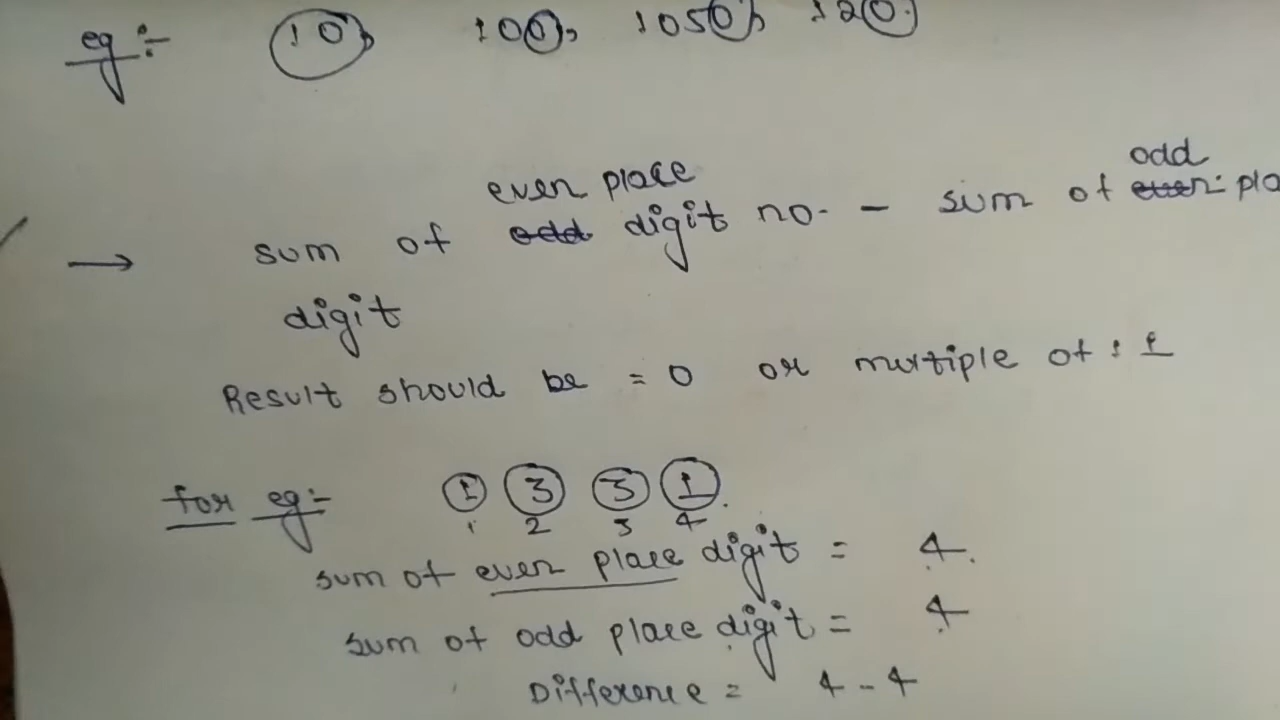 eg :-   10,   100,   1050,   120.
even place   odd
→ sum of odd digit no. - sum of even pla
digit
Result should be = 0 or multiple of 11
for eg:-   1 3 3 1.
1 2 3 4
sum of even place digit = 4.
sum of odd place digit = 4
Difference = 4 - 4